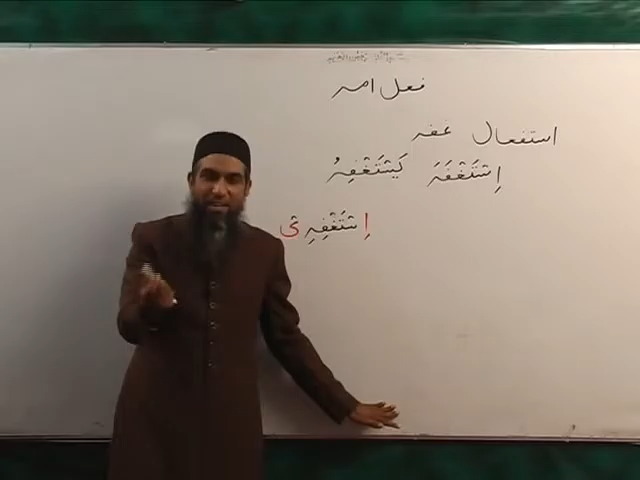 فعل امر
استفعال غفر
اِسْتَغْفَرَ يَسْتَغْفِرُ
اِسْتَغْفِرِىْ